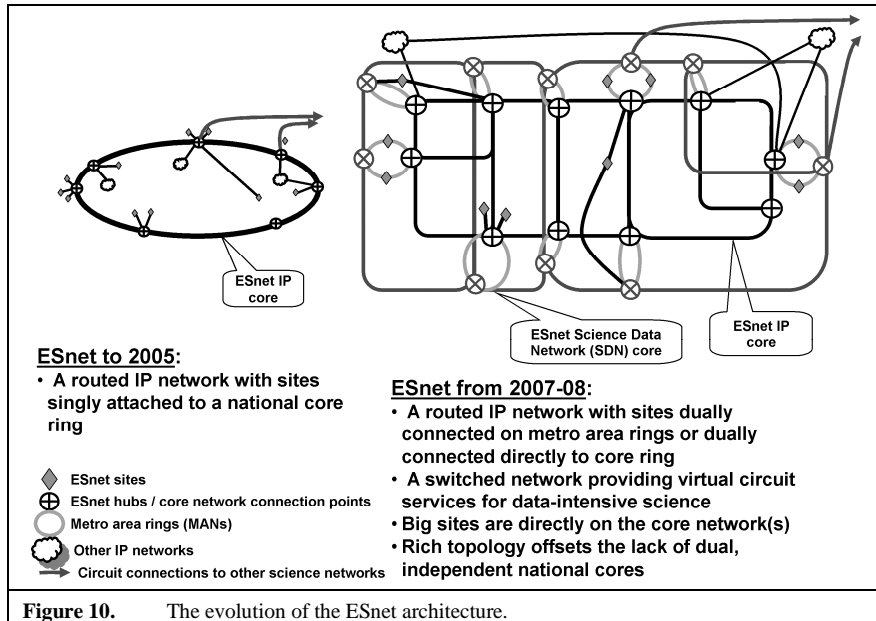 ESnet IP
core
ESnet Science Data
Network (SDN) core
ESnet IP
core
ESnet to 2005:
• A routed IP network with sites
singly attached to a national core
ring
ESnet sites
ESnet hubs / core network connection points
Metro area rings (MANs)
Other IP networks
Circuit connections to other science networks
ESnet from 2007-08:
• A routed IP network with sites dually
connected on metro area rings or dually
connected directly to core ring
• A switched network providing virtual circuit
services for data-intensive science
• Big sites are directly on the core network(s)
• Rich topology offsets the lack of dual,
independent national cores
Figure 10. The evolution of the ESnet architecture.